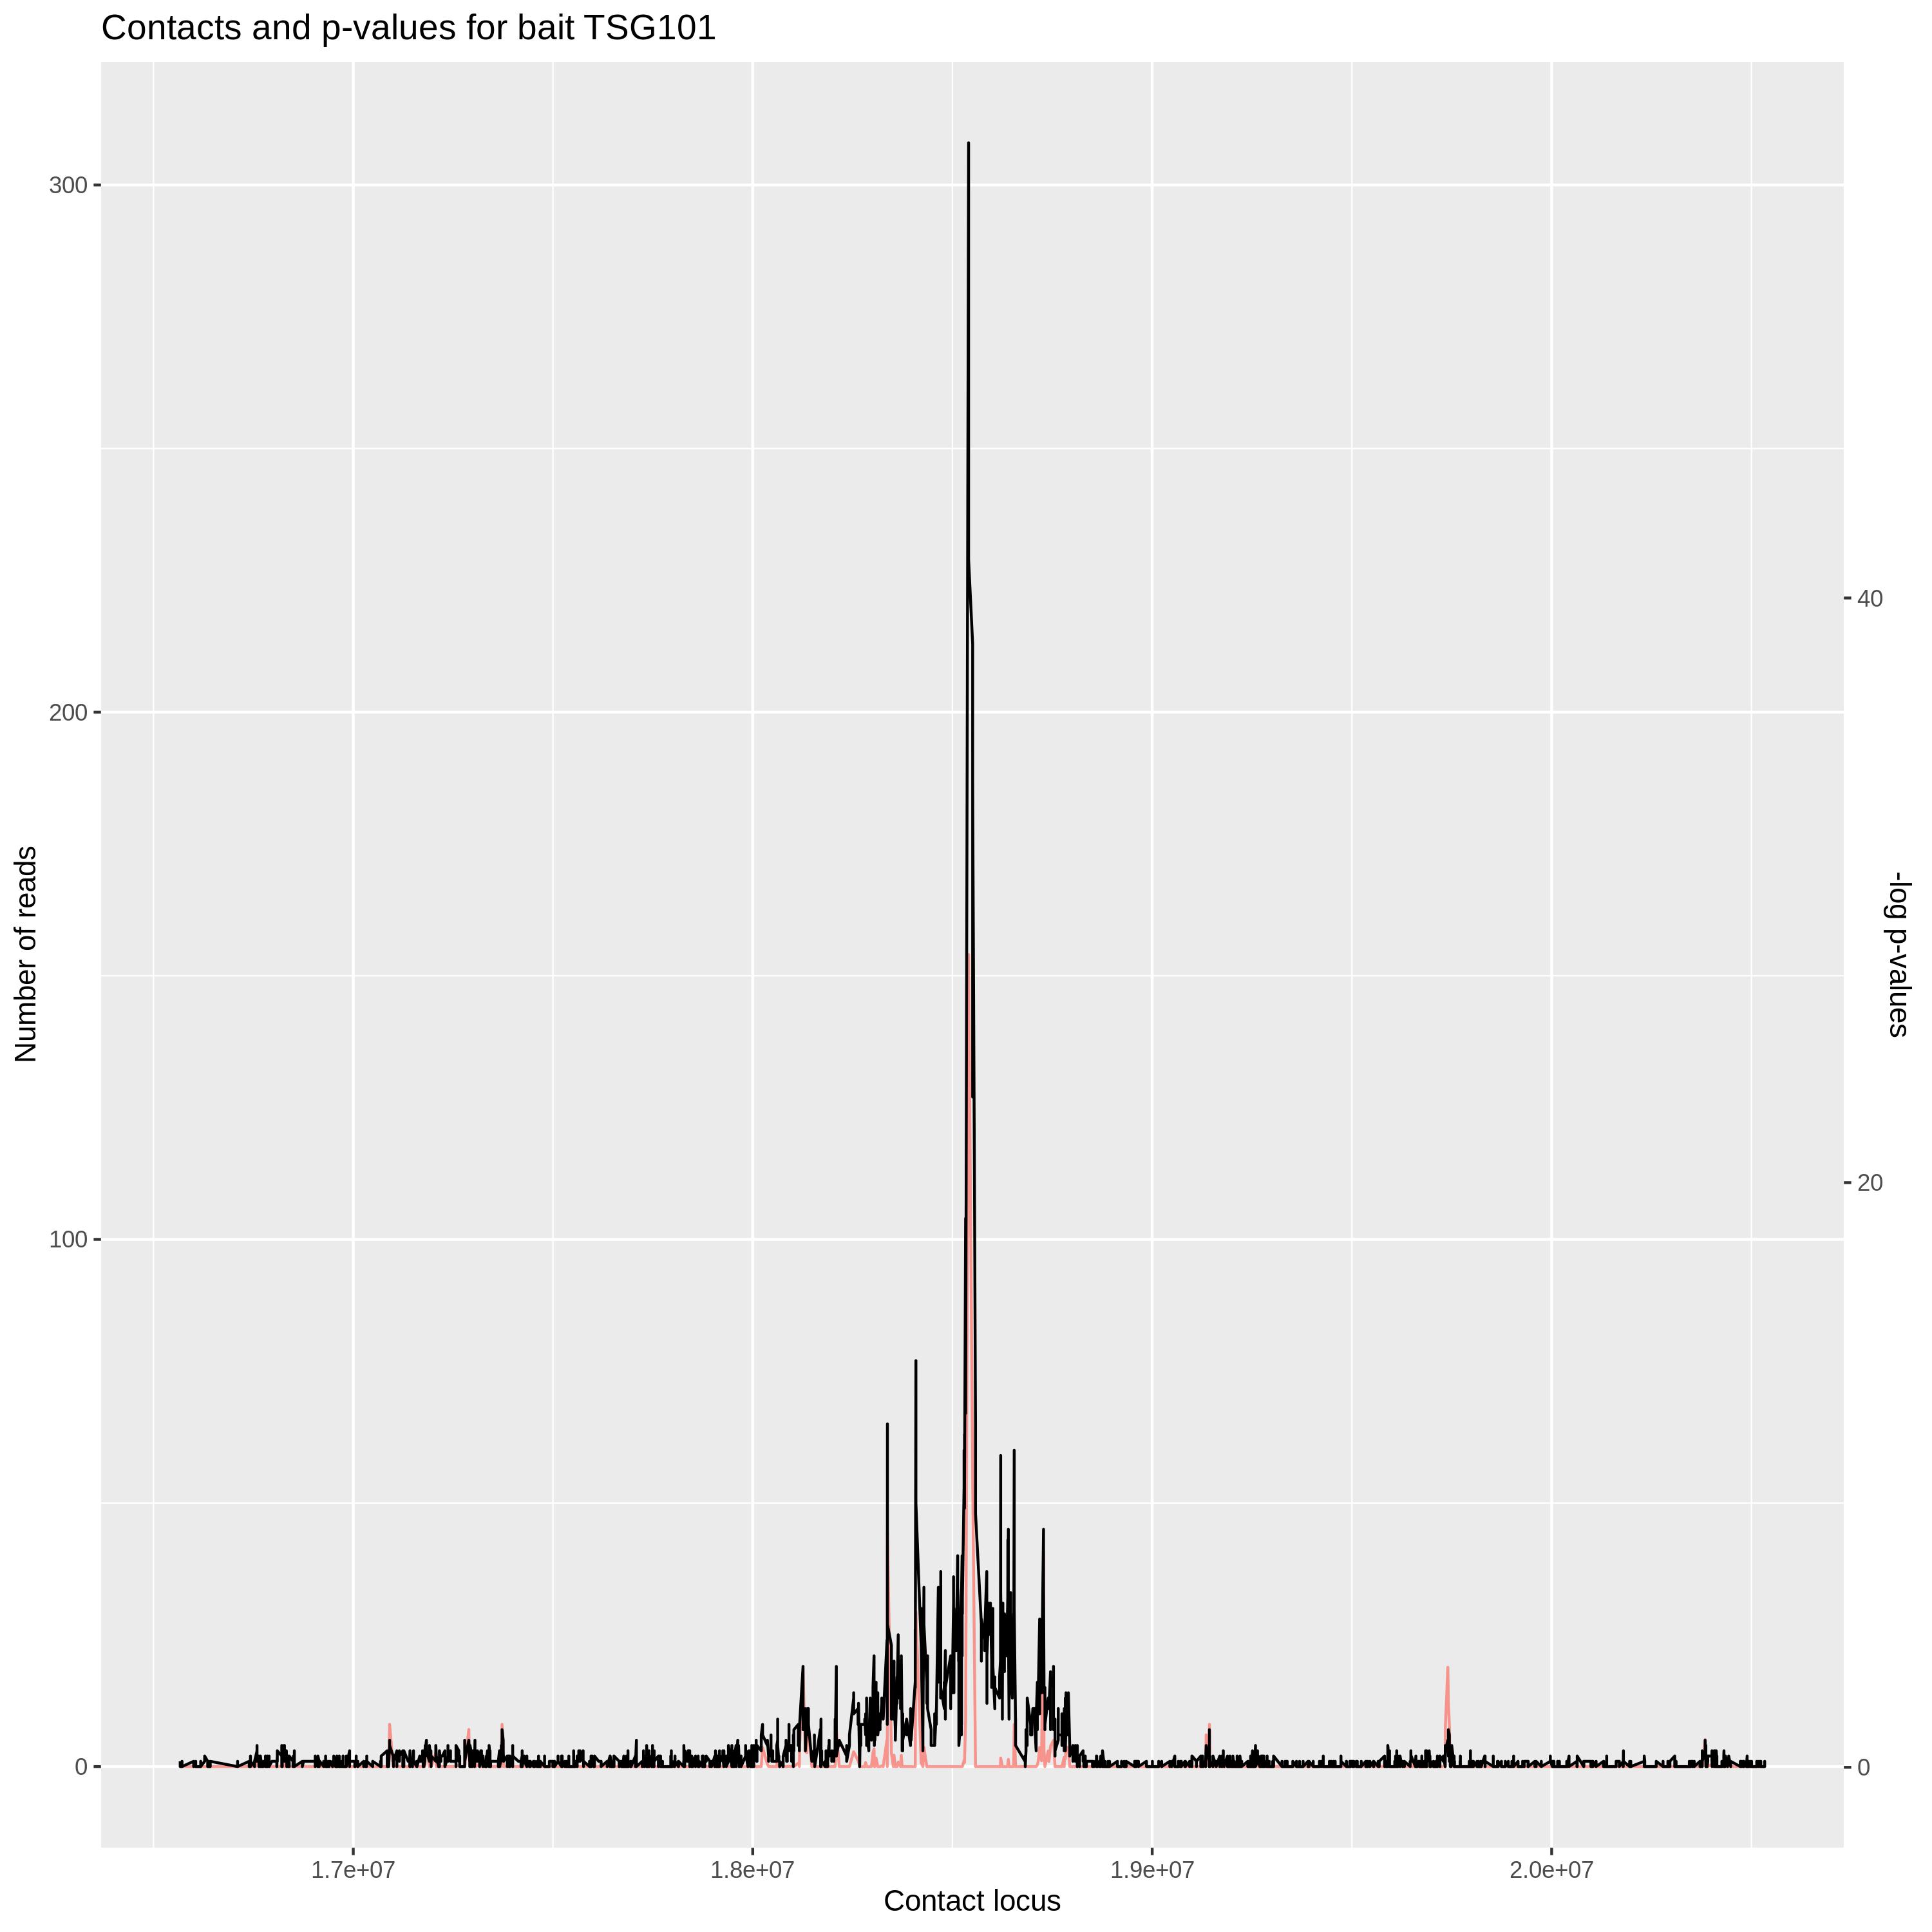 Contacts and p-values for bait TSG101
300
200
100
0
Number of reads
40
20
0
-log p-values
1.7e+07
1.8e+07
1.9e+07
2.0e+07
Contact locus